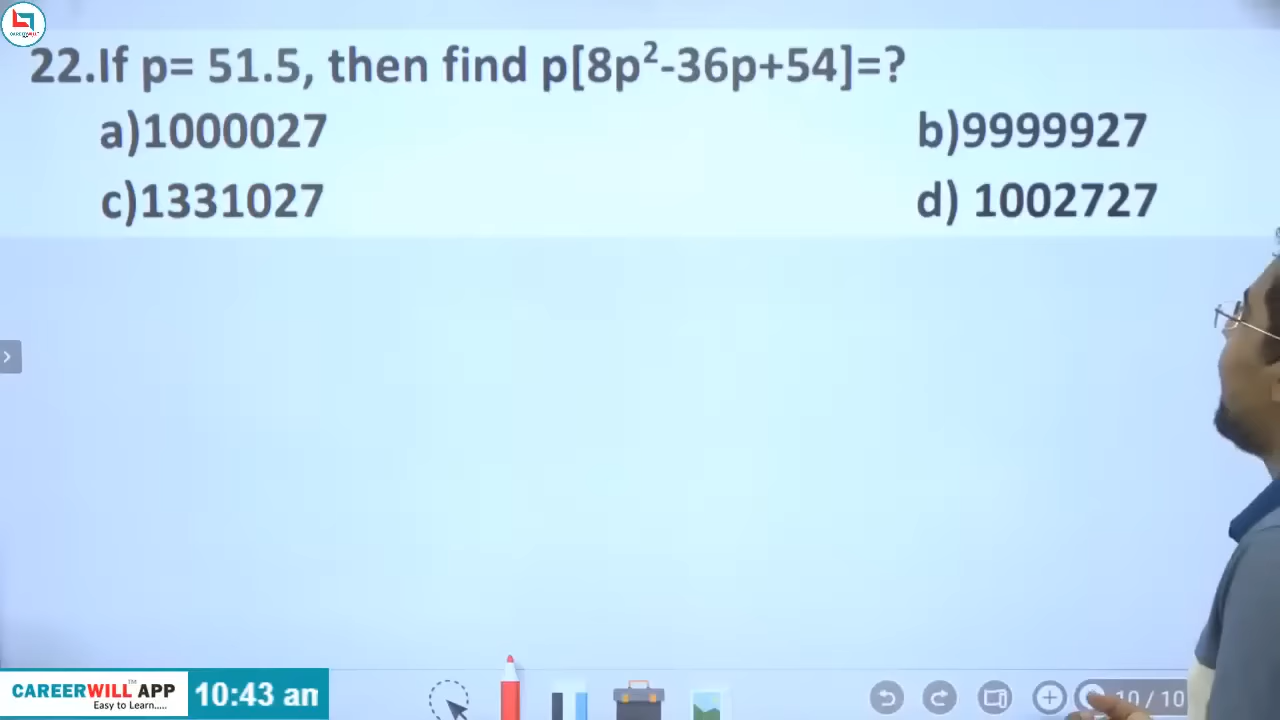 CAREERWILL
22.If p= 51.5, then find p[8p²-36p+54]=?
a)1000027
b)9999927
c)1331027
d) 1002727
CAREERWILL APP
Easy to Learn.....
10:43 an
10 / 10